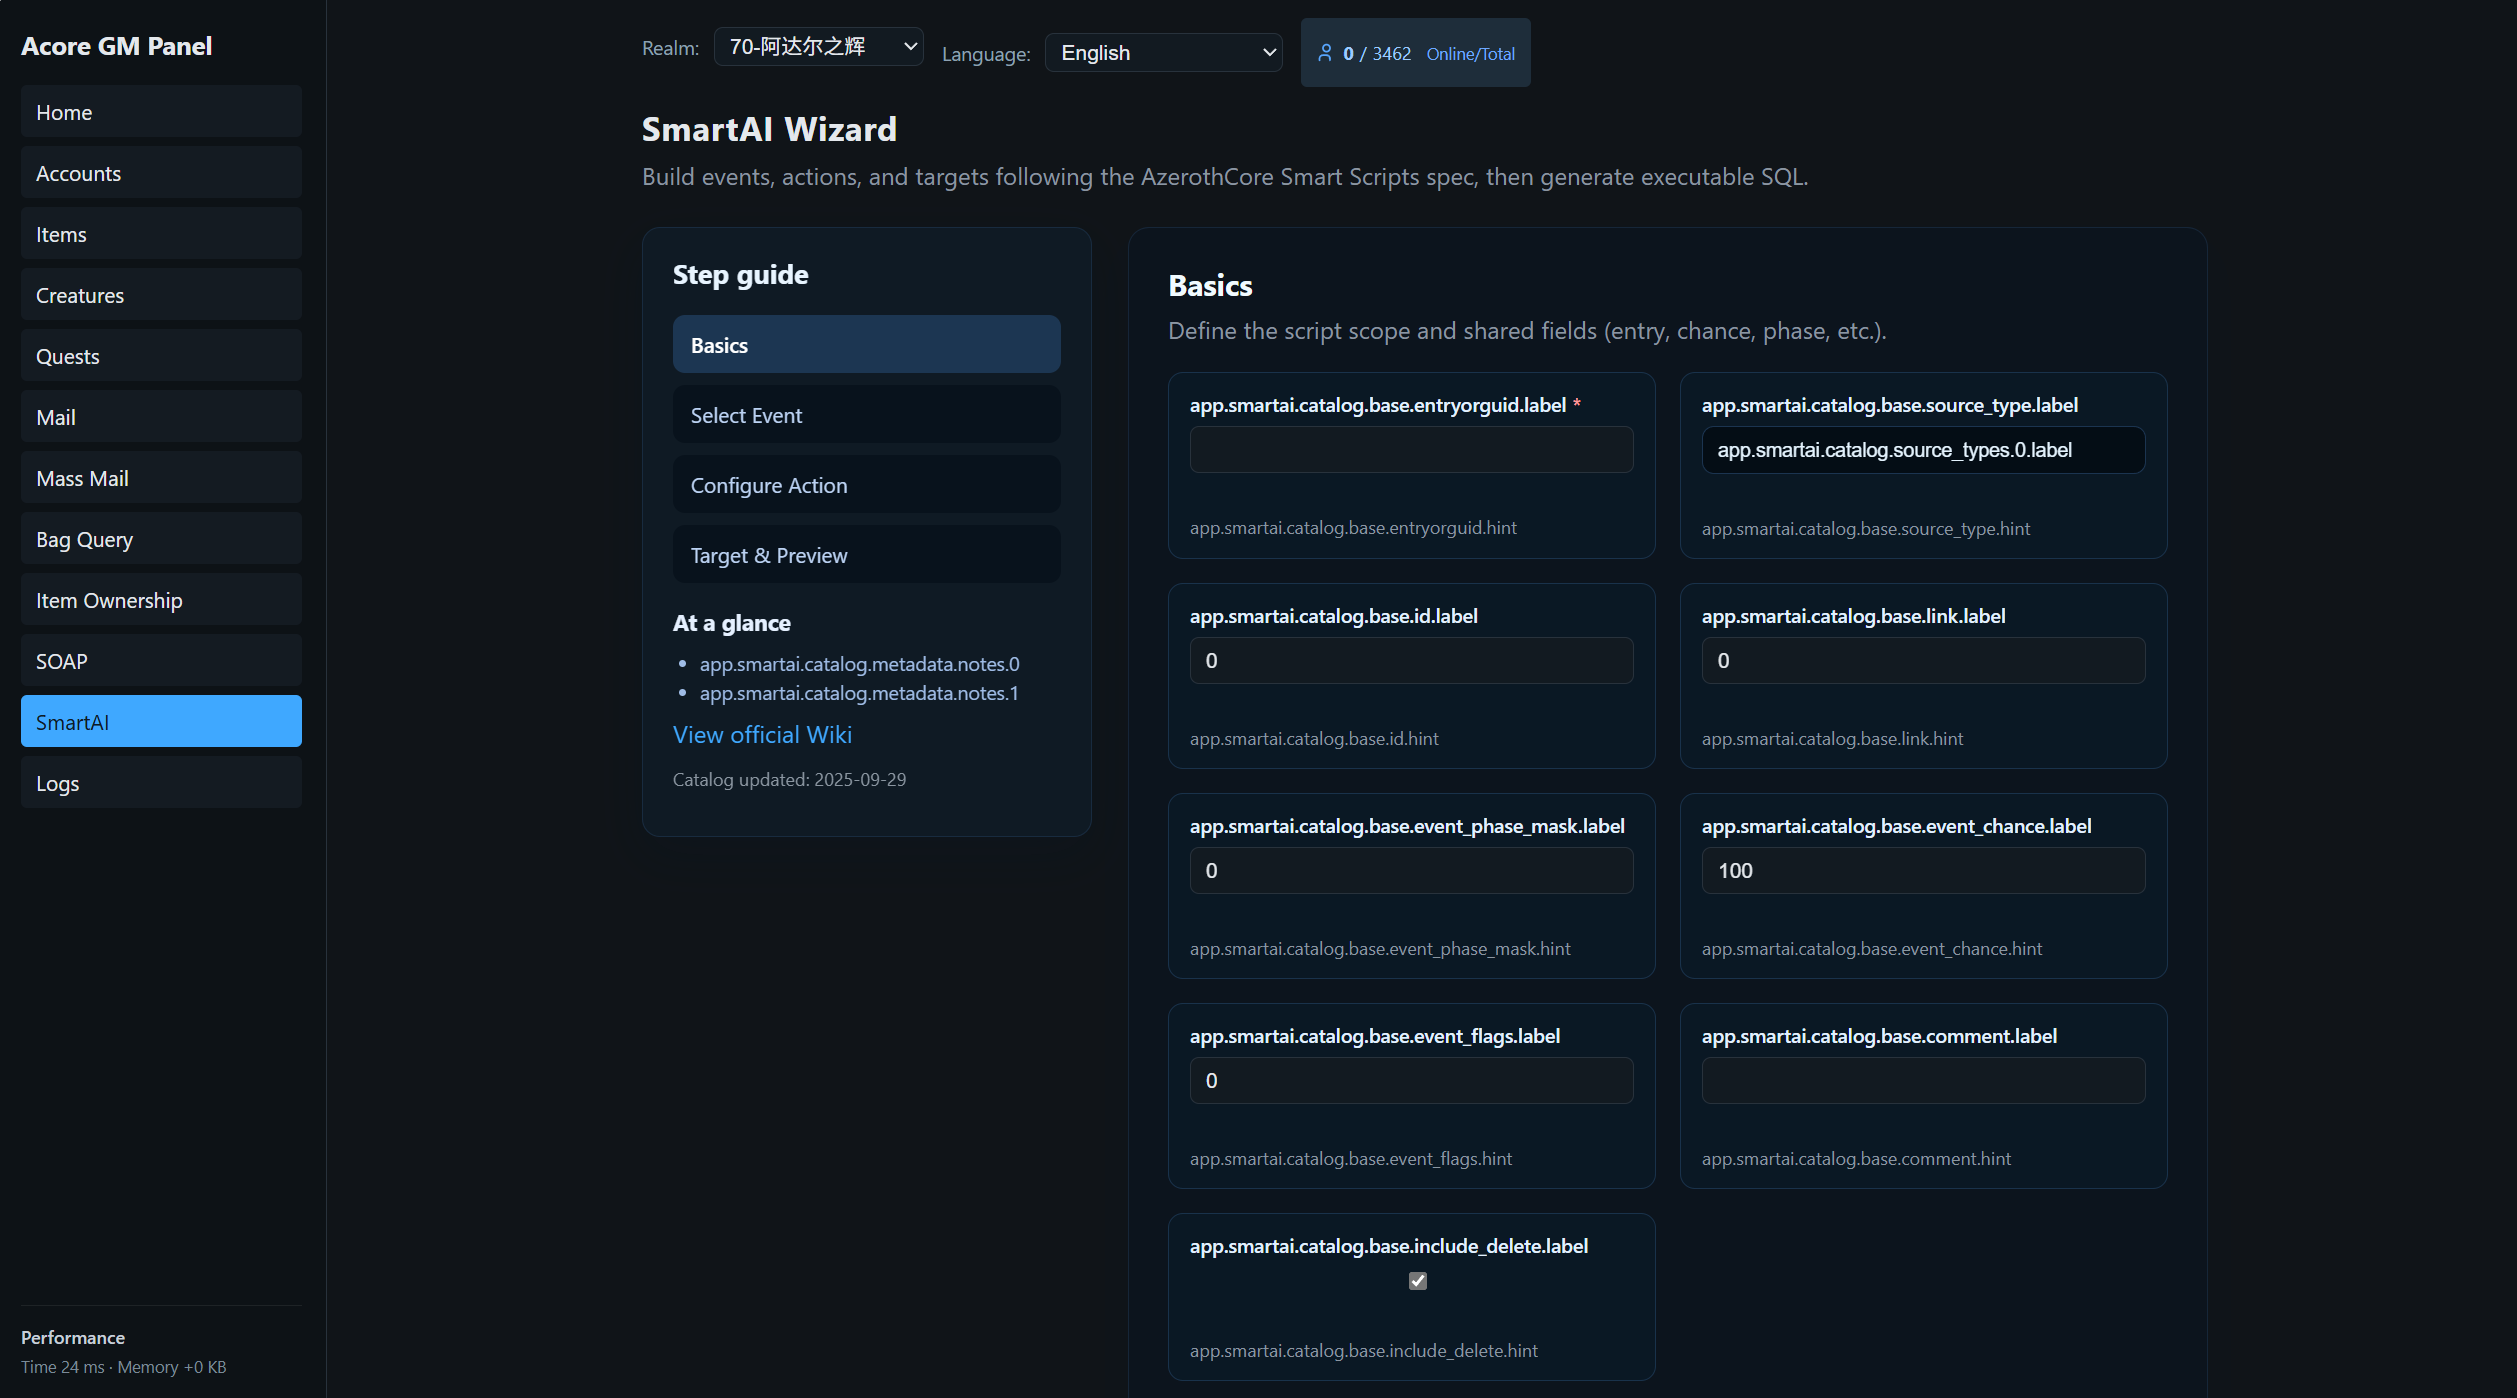 Acore GM Panel
Home
Accounts
Items
Creatures
Quests
Mail
Mass Mail
Bag Query
Item Ownership
SOAP
SmartAI
Logs
Performance
Time 24 ms · Memory +0 KB
Realm: 70-阿达尔之辉 Language: English 0 / 3462 Online/Total
SmartAI Wizard
Build events, actions, and targets following the AzerothCore Smart Scripts spec, then generate executable SQL.
Step guide
Basics
Select Event
Configure Action
Target & Preview
At a glance
• app.smartai.catalog.metadata.notes.0
• app.smartai.catalog.metadata.notes.1
View official Wiki
Catalog updated: 2025-09-29
Basics
Define the script scope and shared fields (entry, chance, phase, etc.).
app.smartai.catalog.base.entryorguid.label *
app.smartai.catalog.base.entryorguid.hint
app.smartai.catalog.base.source_type.label
app.smartai.catalog.source_types.0.label
app.smartai.catalog.base.source_type.hint
app.smartai.catalog.base.id.label
0
app.smartai.catalog.base.id.hint
app.smartai.catalog.base.link.label
0
app.smartai.catalog.base.link.hint
app.smartai.catalog.base.event_phase_mask.label
0
app.smartai.catalog.base.event_phase_mask.hint
app.smartai.catalog.base.event_chance.label
100
app.smartai.catalog.base.event_chance.hint
app.smartai.catalog.base.event_flags.label
0
app.smartai.catalog.base.event_flags.hint
app.smartai.catalog.base.comment.label
app.smartai.catalog.base.comment.hint
app.smartai.catalog.base.include_delete.label
app.smartai.catalog.base.include_delete.hint